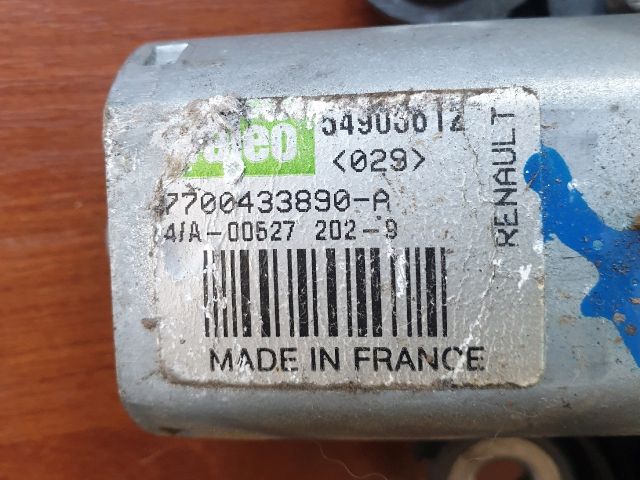 valeo 54903612
<029>
7700433890-A
4/A-00527 202-9
MADE IN FRANCE
RENAULT